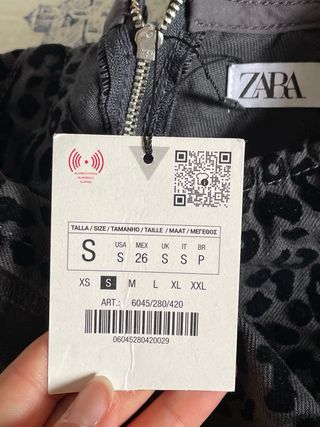 ZARA
TALLA / SIZE / TAMANHO / TAILLE / MAAT / ΜΕΓΕΘΟΣ
S
USA MEX UK IT BR
S 26 S S P
XS S M L XL XXL
ART.: 6045/280/420
06045280420029